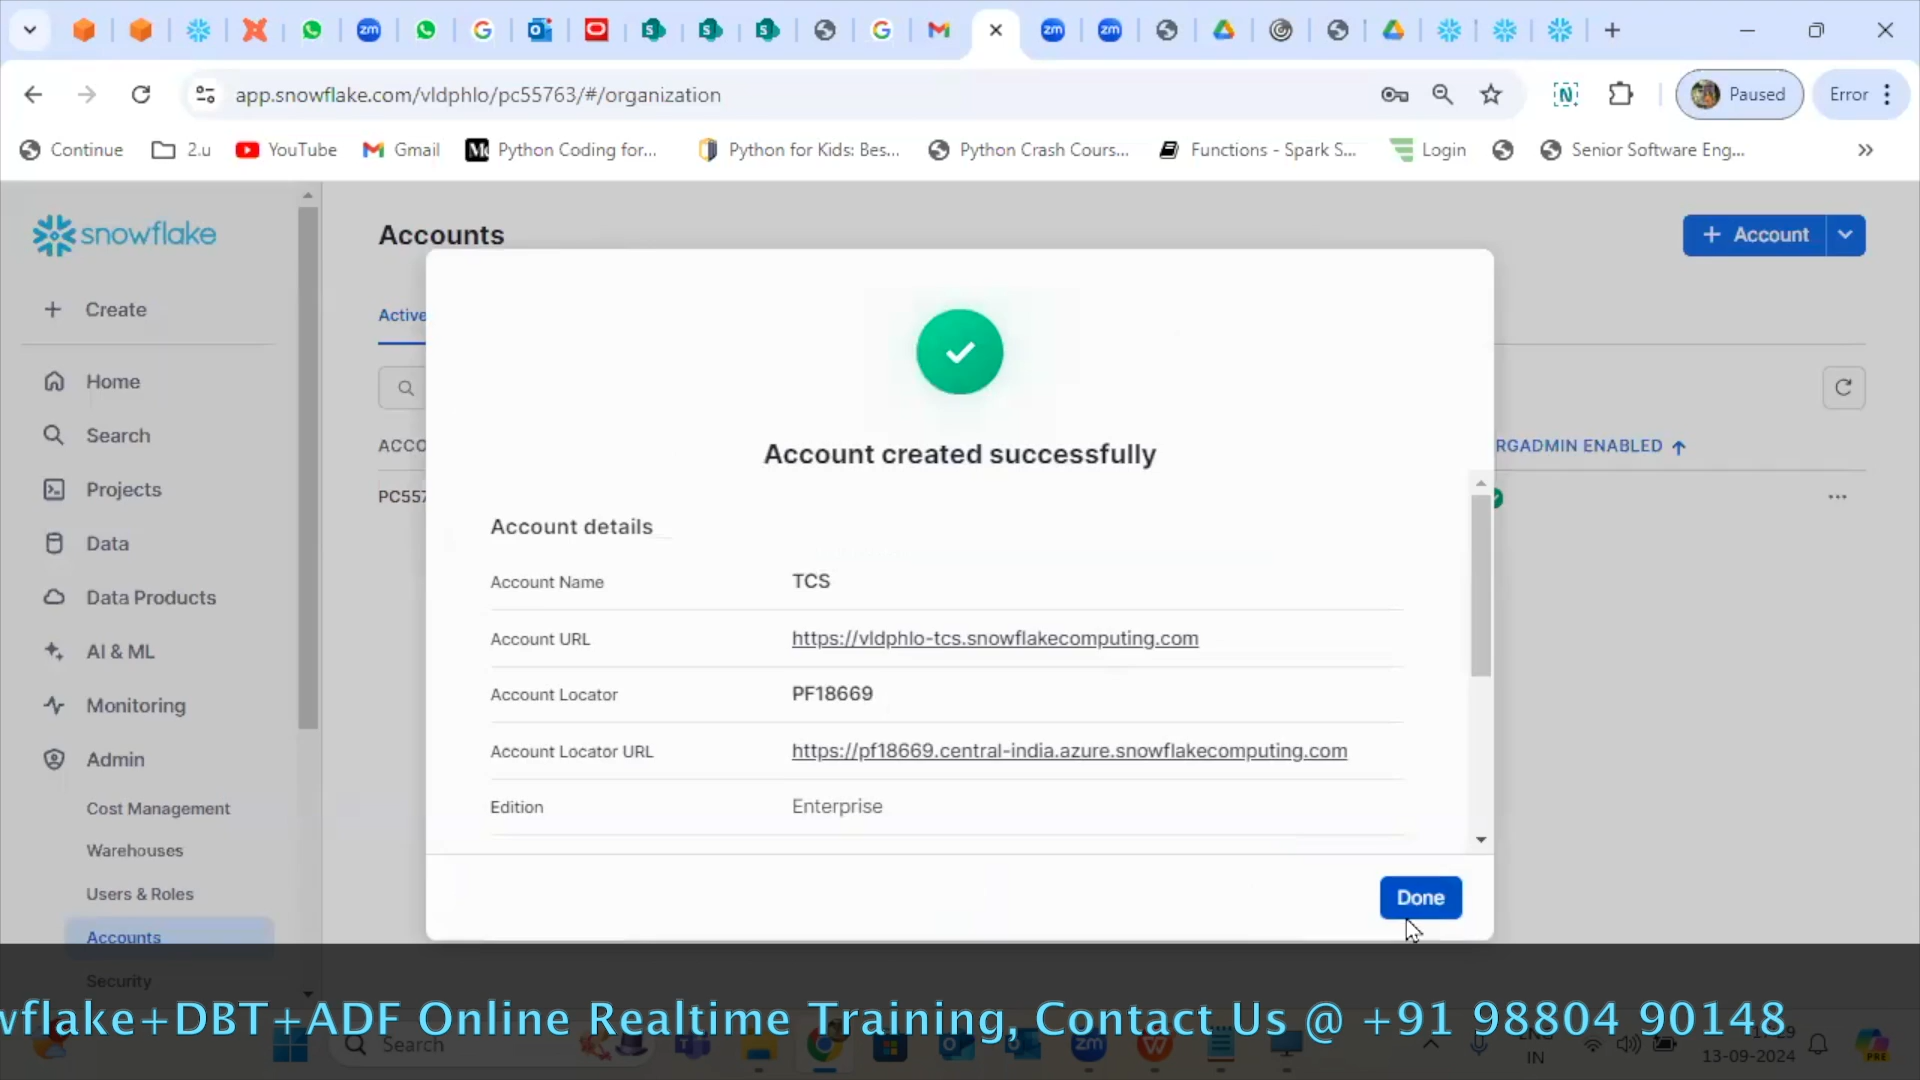 app.snowflake.com/vldphlo/pc55763/#/organization
Paused
Error
Continue
2.u
YouTube
Gmail
Python Coding for...
Python for Kids: Bes...
Python Crash Cours...
Functions - Spark S...
Login
Senior Software Eng...
snowflake
Create
Home
Search
Projects
Data
Data Products
AI & ML
Monitoring
Admin
Cost Management
Warehouses
Users & Roles
Accounts
Security
Accounts
+ Account
Active
ACCO
RGADMIN ENABLED
PC557
Account created successfully
Account details
Account Name TCS
Account URL https://vldphlo-tcs.snowflakecomputing.com
Account Locator PF18669
Account Locator URL https://pf18669.central-india.azure.snowflakecomputing.com
Edition Enterprise
Done
wflake+DBT+ADF Online Realtime Training, Contact Us @ +91 98804 90148
Search
IN
13-09-2024